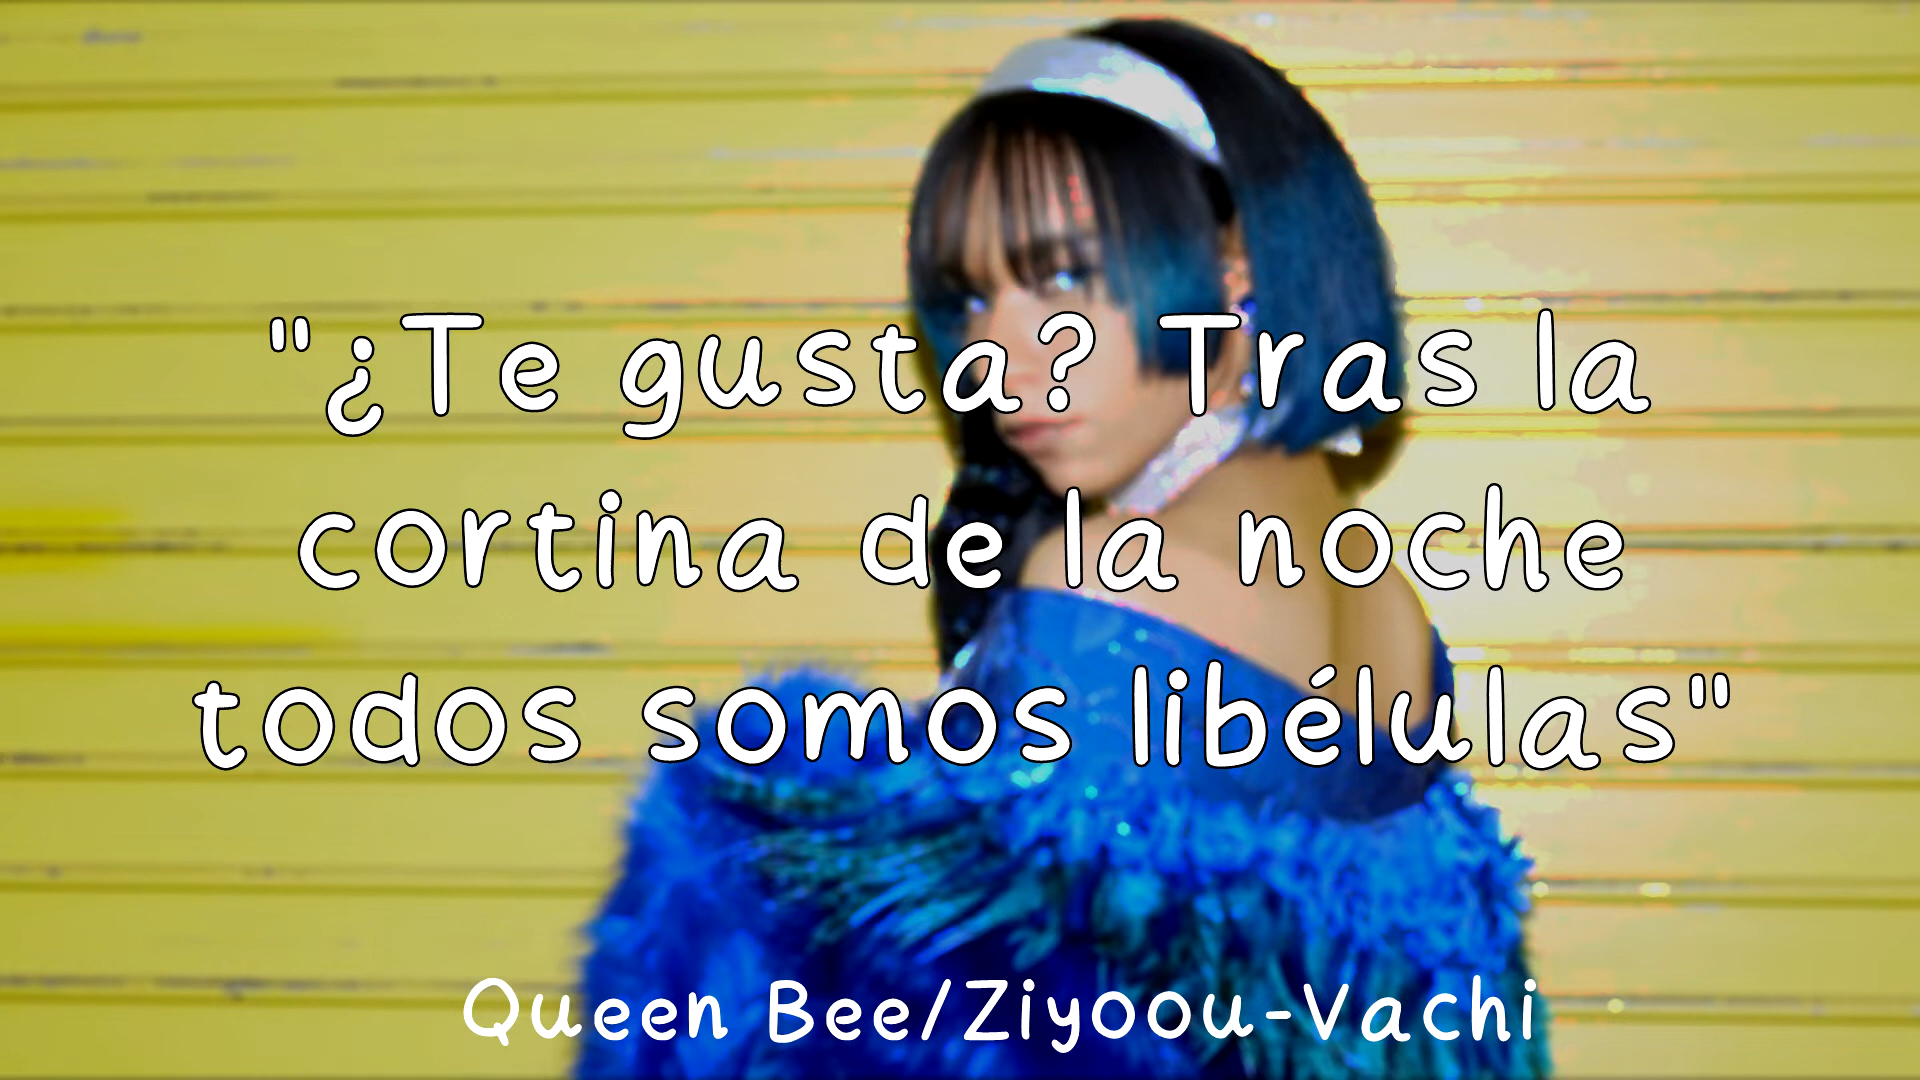 "¿Te gusta? Tras la
cortina de la noche
todos somos libélulas"
Queen Bee/Ziyoou-Vachi